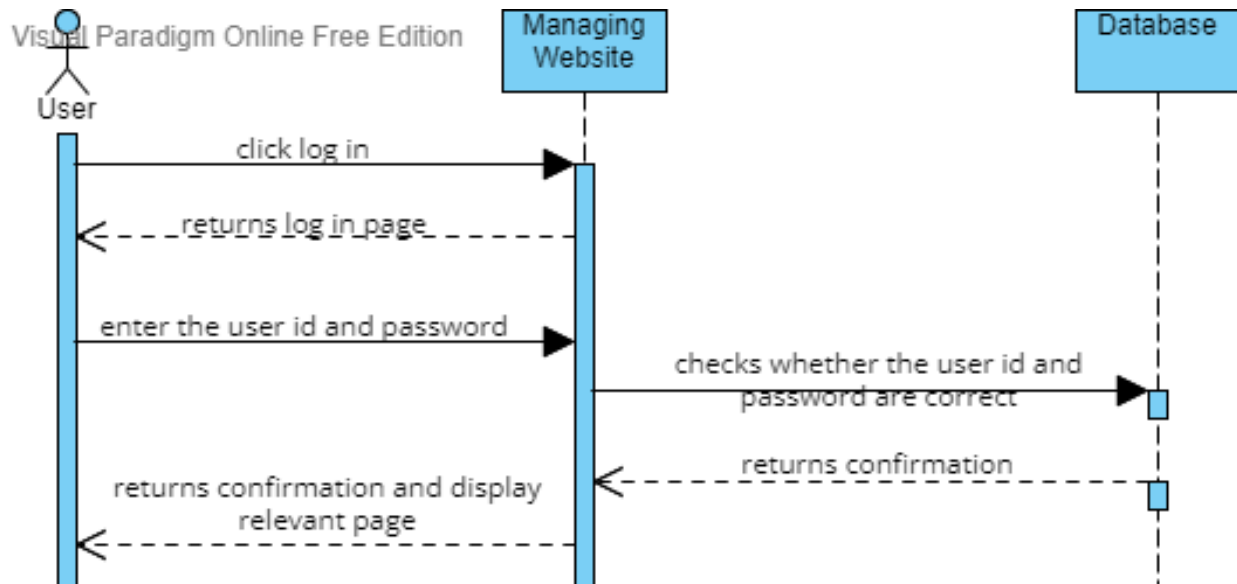 Visual Paradigm Online Free Edition
User
Managing
Website
Database
click log in
returns log in page
enter the user id and password
checks whether the user id and
password are correct
returns confirmation
returns confirmation and display
relevant page